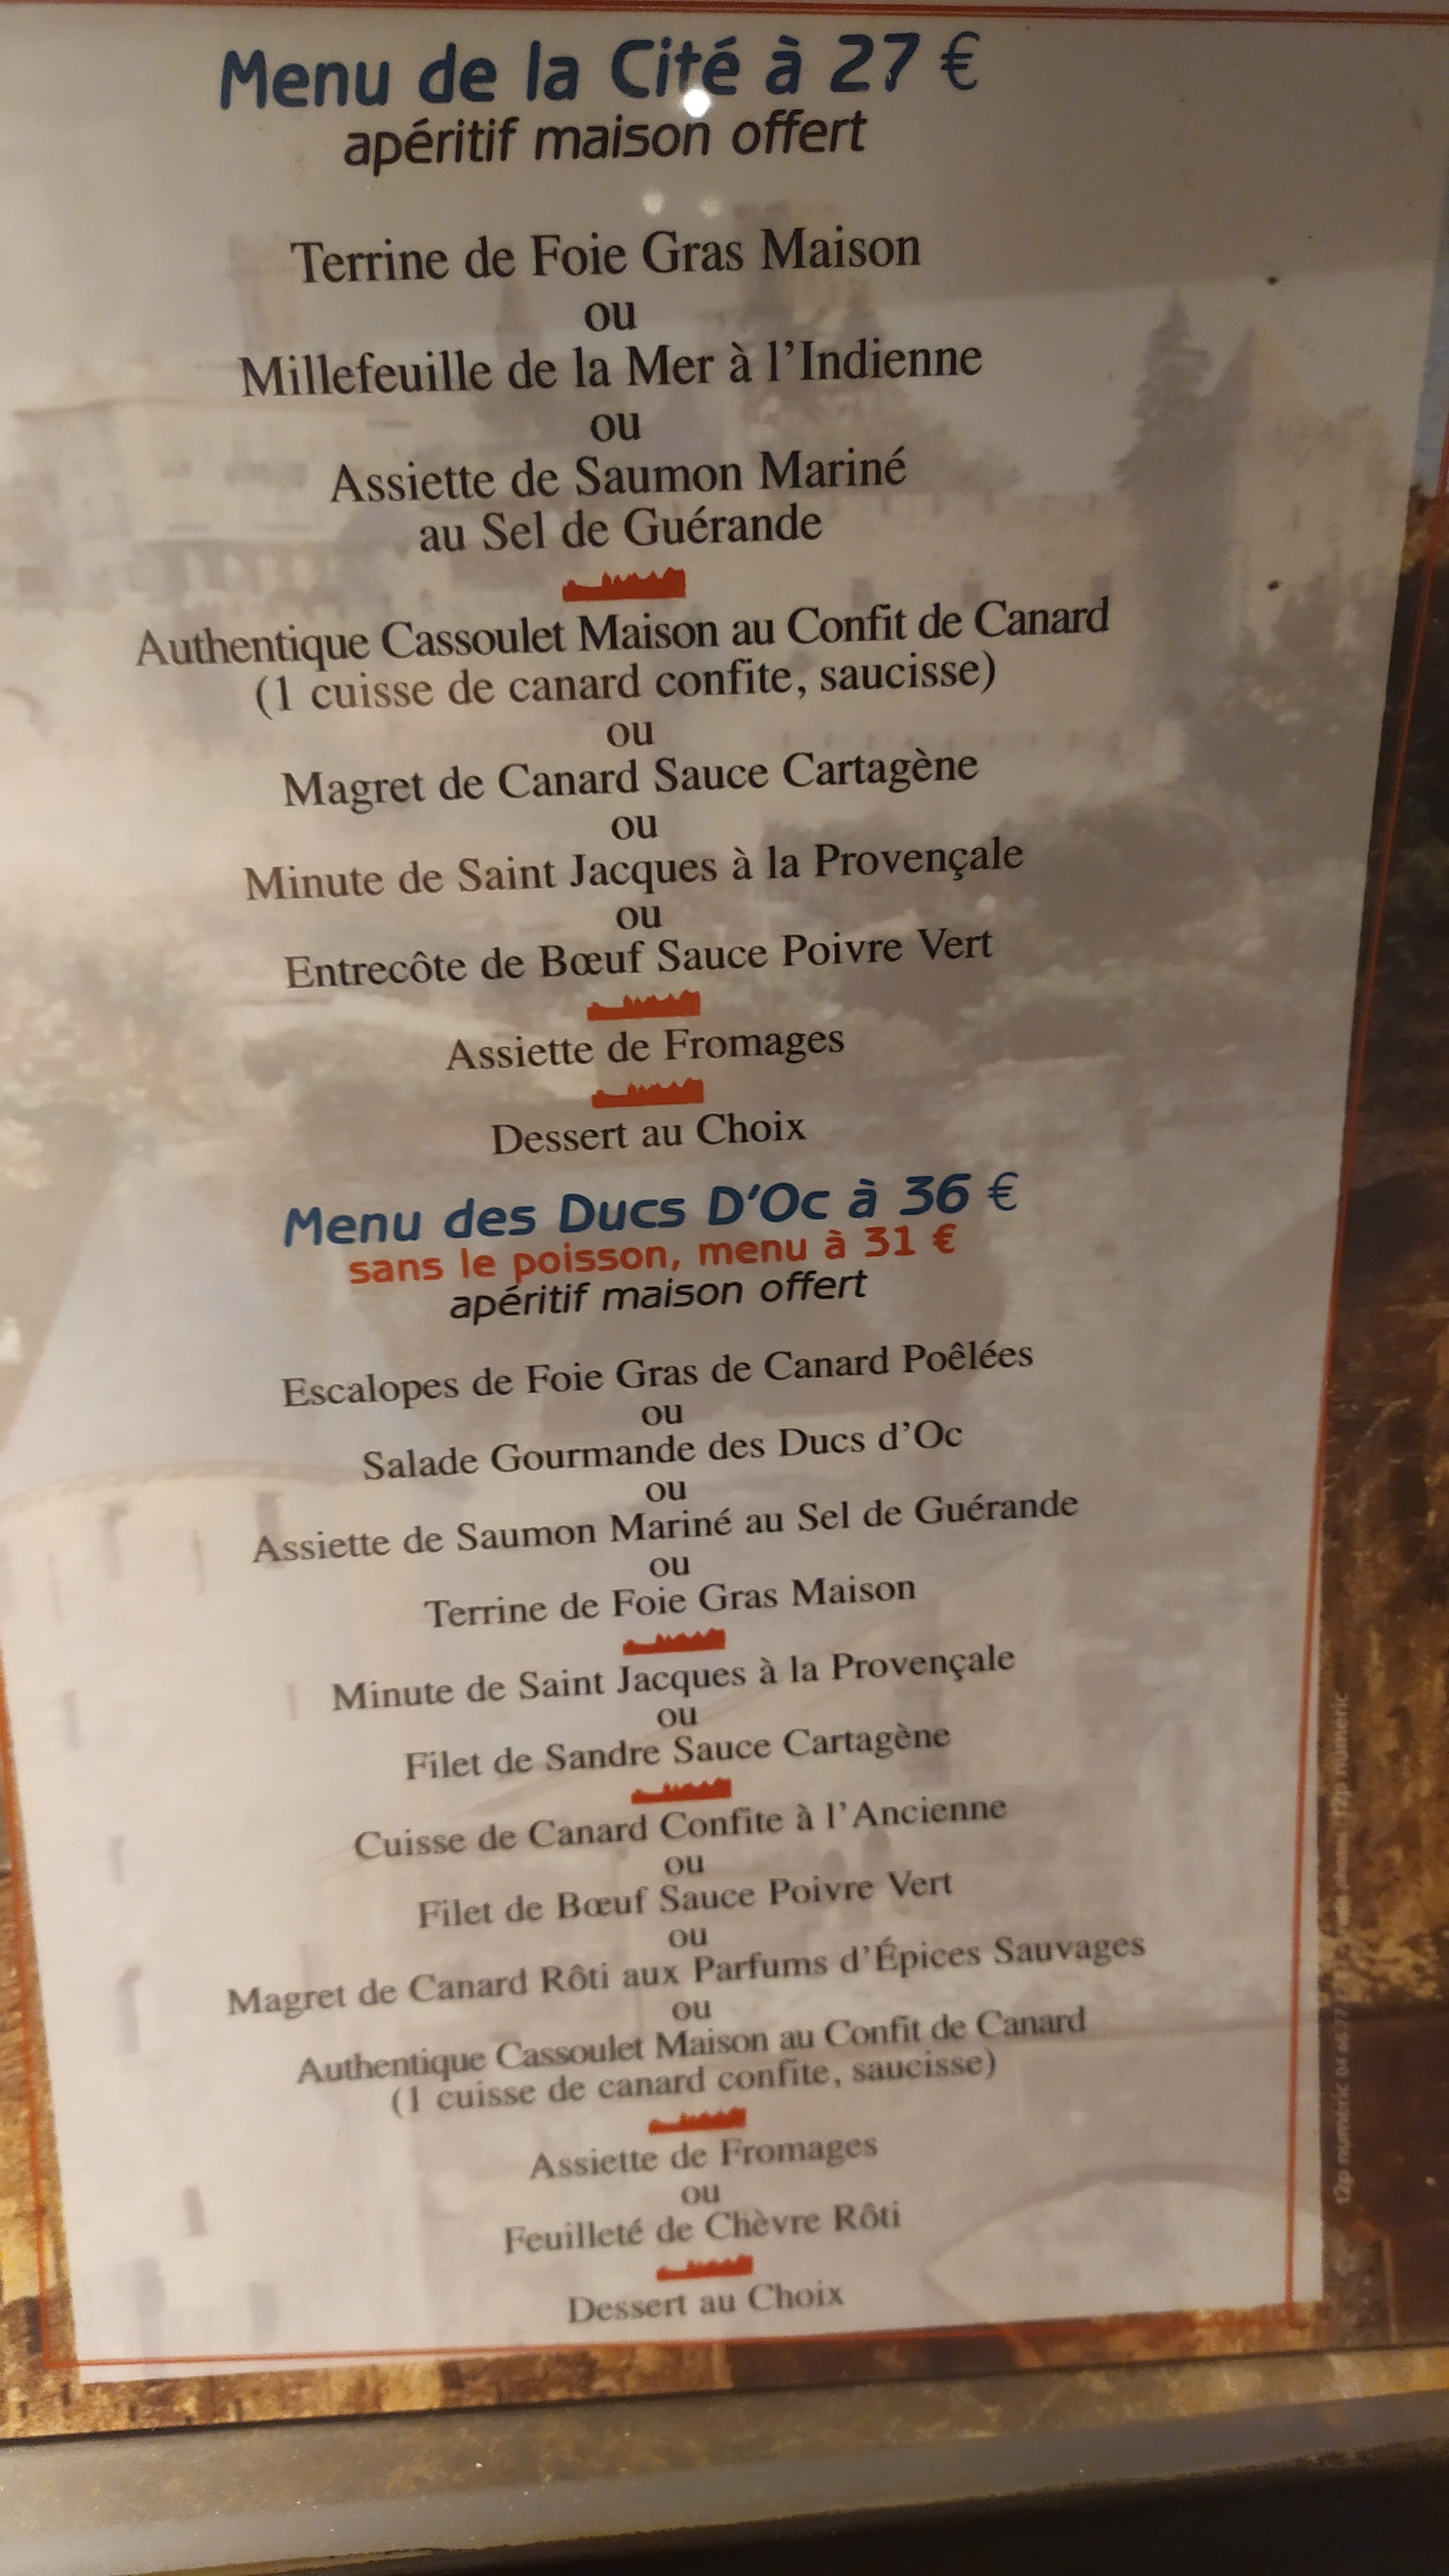 Menu de la Cité à 27 €
apéritif maison offert
Terrine de Foie Gras Maison
ou
Millefeuille de la Mer à l'Indienne
ou
Assiette de Saumon Mariné
au Sel de Guérande
Authentique Cassoulet Maison au Confit de Canard
(1 cuisse de canard confite, saucisse)
ou
Magret de Canard Sauce Cartagène
ou
Minute de Saint Jacques à la Provençale
ou
Entrecôte de Bœuf Sauce Poivre Vert
Assiette de Fromages
Dessert au Choix
Menu des Ducs D'Oc à 36 €
sans le poisson, menu à 31 €
apéritif maison offert
Escalopes de Foie Gras de Canard Poêlées
ou
Salade Gourmande des Ducs d'Oc
ou
Assiette de Saumon Mariné au Sel de Guérande
ou
Terrine de Foie Gras Maison
Minute de Saint Jacques à la Provençale
ou
Filet de Sandre Sauce Cartagène
Cuisse de Canard Confite à l'Ancienne
ou
Filet de Bœuf Sauce Poivre Vert
ou
Magret de Canard Rôti aux Parfums d'Épices Sauvages
ou
Authentique Cassoulet Maison au Confit de Canard
(1 cuisse de canard confite, saucisse)
Assiette de Fromages
ou
Feuilleté de Chèvre Rôti
Dessert au Choix